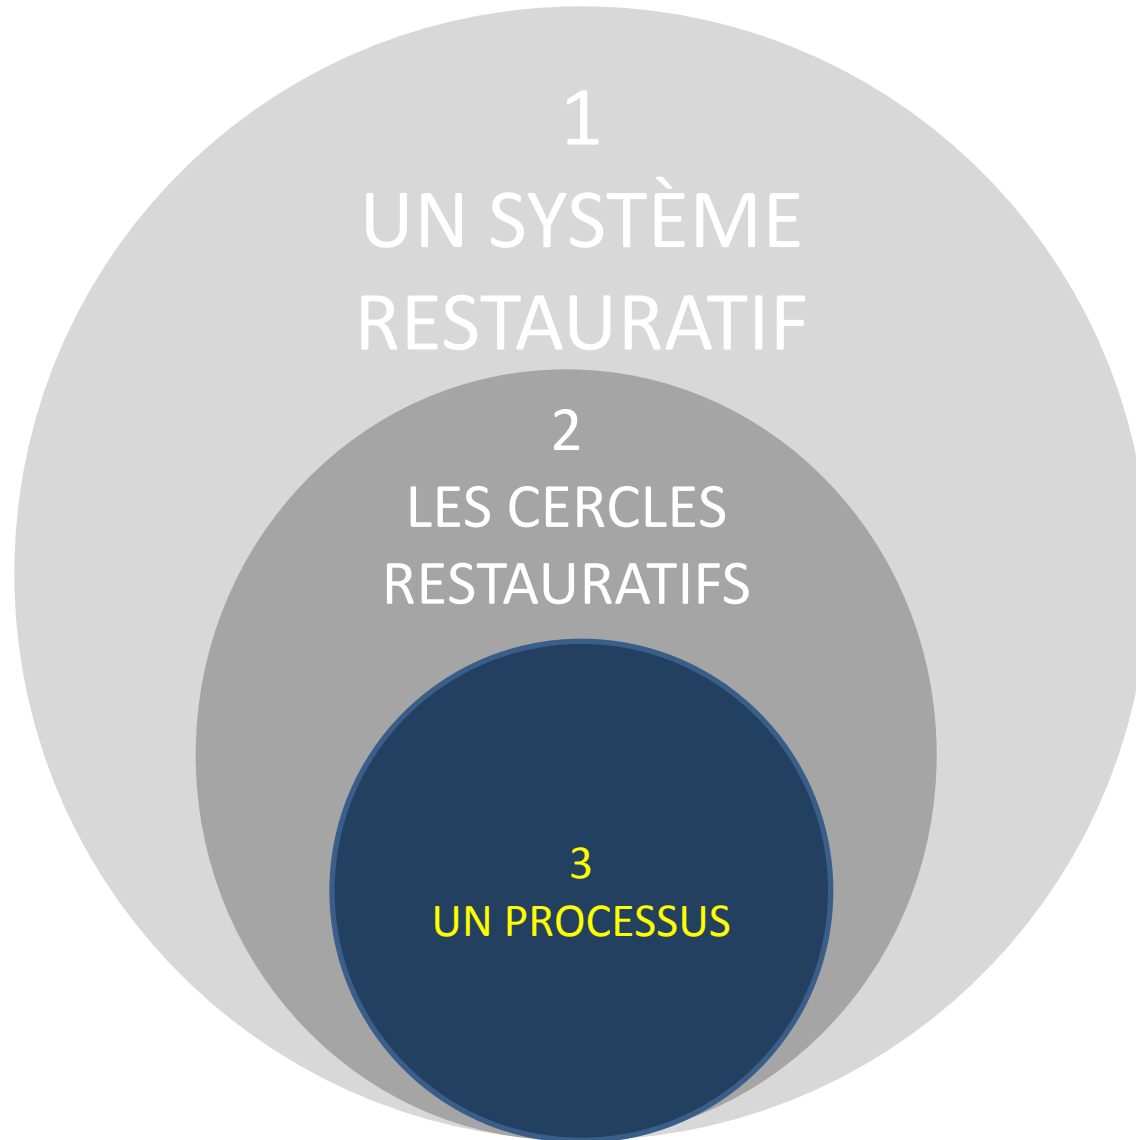 1
UN SYSTÈME
RESTAURATIF
2
LES CERCLES
RESTAURATIFS
3
UN PROCESSUS